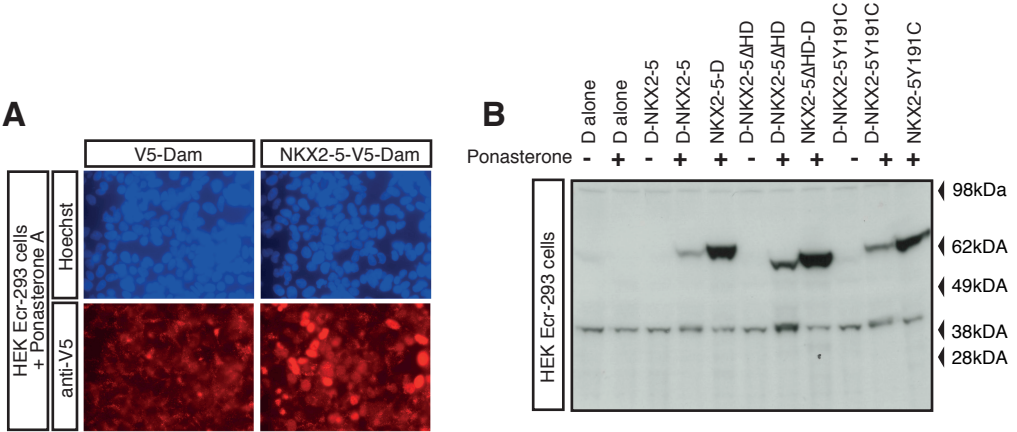 A
V5-Dam
NKX2-5-V5-Dam
HEK Ecr-293 cells
+ Ponasterone A
Hoechst
anti-V5
B
D alone
D alone
D-NKX2-5
D-NKX2-5
NKX2-5-D
D-NKX2-5ΔHD
D-NKX2-5ΔHD
NKX2-5ΔHD-D
D-NKX2-5Y191C
D-NKX2-5Y191C
NKX2-5Y191C
Ponasterone - + - + + - + + - + +
HEK Ecr-293 cells
98kDa
62kDA
49kDA
38kDA
28kDA